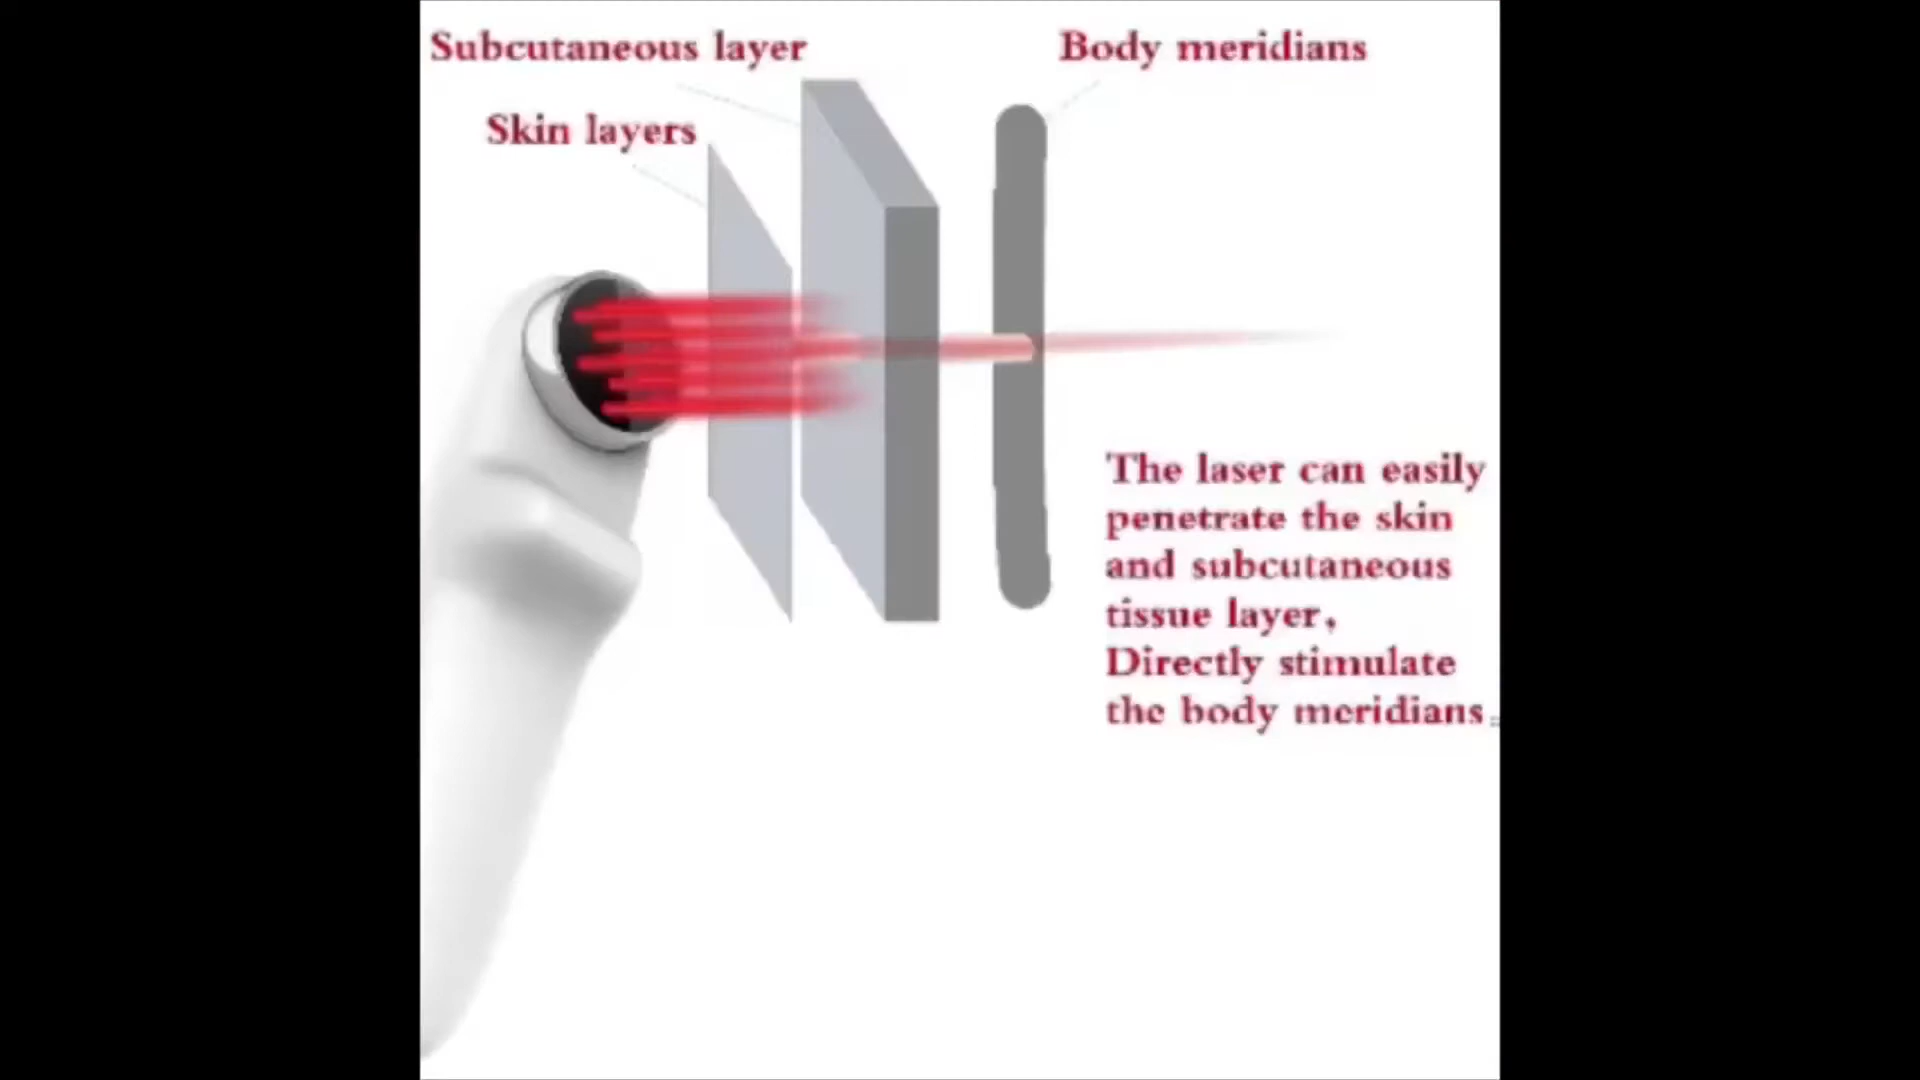 Subcutaneous layer
Body meridians
Skin layers
The laser can easily
penetrate the skin
and subcutaneous
tissue layer,
Directly stimulate
the body meridians。